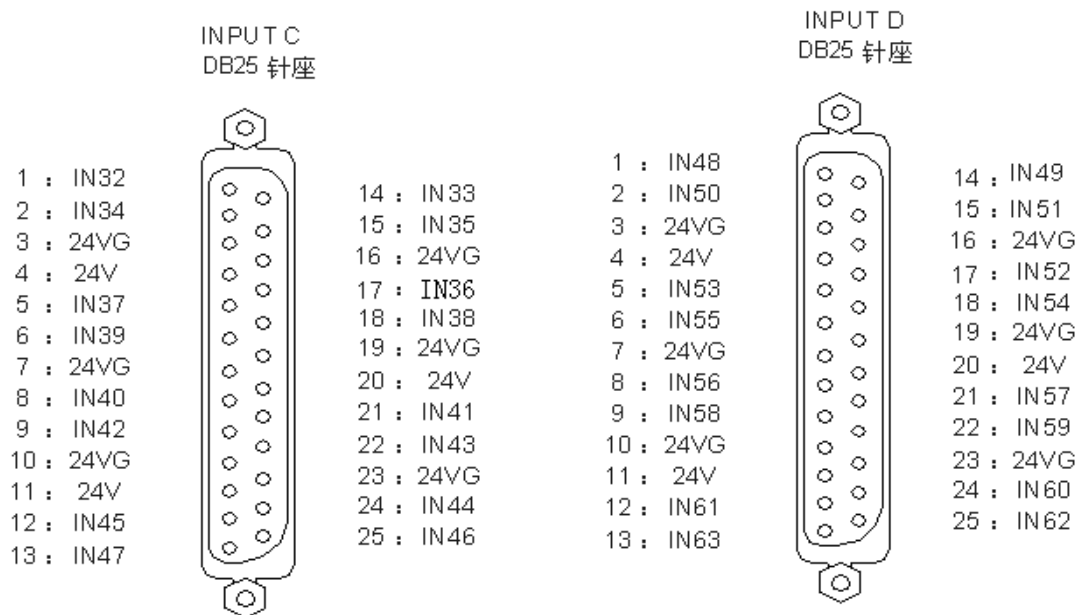 INPUT C
DB25 针座
1 : IN32
2 : IN34
3 : 24VG
4 : 24V
5 : IN37
6 : IN39
7 : 24VG
8 : IN40
9 : IN42
10 : 24VG
11 : 24V
12 : IN45
13 : IN47
14 : IN33
15 : IN35
16 : 24VG
17 : IN36
18 : IN38
19 : 24VG
20 : 24V
21 : IN41
22 : IN43
23 : 24VG
24 : IN44
25 : IN46
INPUT D
DB25 针座
1 : IN48
2 : IN50
3 : 24VG
4 : 24V
5 : IN53
6 : IN55
7 : 24VG
8 : IN56
9 : IN58
10 : 24VG
11 : 24V
12 : IN61
13 : IN63
14 : IN49
15 : IN51
16 : 24VG
17 : IN52
18 : IN54
19 : 24VG
20 : 24V
21 : IN57
22 : IN59
23 : 24VG
24 : IN60
25 : IN62